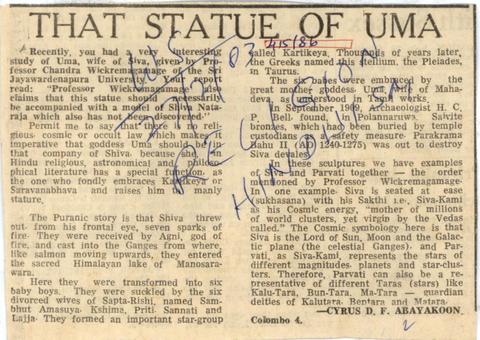 THAT STATUE OF UMA
Recently, you had a very interesting
study of Uma, wife of Siva, given by Pro-
fessor Chandra Wickremagamage of the Sri
Jayawardenapura University. Your report
read: "Professor Wickremagamage also
claims that this statue should necessarily
be accompanied with a model of Siva Nata-
raja which also has not been discovered."
Permit me to say that there is no reli-
gious cosmic or occult law which makes it
imperative that goddess Uma should be in
that company of Shiva because she in
Hindu religious, astronomical and philoso-
phical literature has a special function as
the one who fondly embraces Kartikeya or
Saravanabhava and raises him to manly
stature.
The Puranic story is that Shiva threw
out from his frontal eye, seven sparks of
fire. They were received by Agni, god of
fire, and cast into the Ganges from where,
like salmon moving upwards, they entered
the sacred Himalayan lake of Manosara-
wara.
Here they were transformed into six
baby boys. They were suckled by the six
divorced wives of Sapta-Rishi, named Sam-
bhut Amasuya, Kshima, Priti, Sannati and
Lajja. They formed an important star-group
called Kartikeya. Thousands of years later,
the Greeks named this stellium, the Pleiades,
in Taurus.
The six babes were embraced by the
great mother goddess Uma, wife of Maha-
deva, as understood in Tamil works.
In September, 1909, Archaeologist H. C.
P. Bell, found, in Polannaruwa, Saivite
bronzes, which had been buried by temple
custodians as a safety measure. Parakrama
Bahu II (AD 1240-1275) was out to destroy
Siva devales.
In these sculptures we have examples
of Siva and Parvati together — the order
mentioned by Professor Wickremagamage-
In one example Siva is seated at ease
(sukhasana) with his Sakthi i.e., Siva-Kami
as his Cosmic energy, "mother of millions
of world clusters, yet virgin by the Vedas
called." The Cosmic symbology here is that
Siva is the Lord of Sun, Moon and the Galac-
tic plane (the celestial Ganges). and Par-
vati, as Siva-Kami, represents the stars of
different magnitudes planets and star-clus-
ters. Therefore, Parvati can also be a re-
presentative of different Taras (stars) like
Kalu-Tara, Bun-Tara, Ma-Tara — guardian
deities of Kalutara, Bentara and Matara.
—CYRUS D. F. ABAYAKOON.
Colombo 4.
4/5/86
03
RELIGION
HINDUISM
2